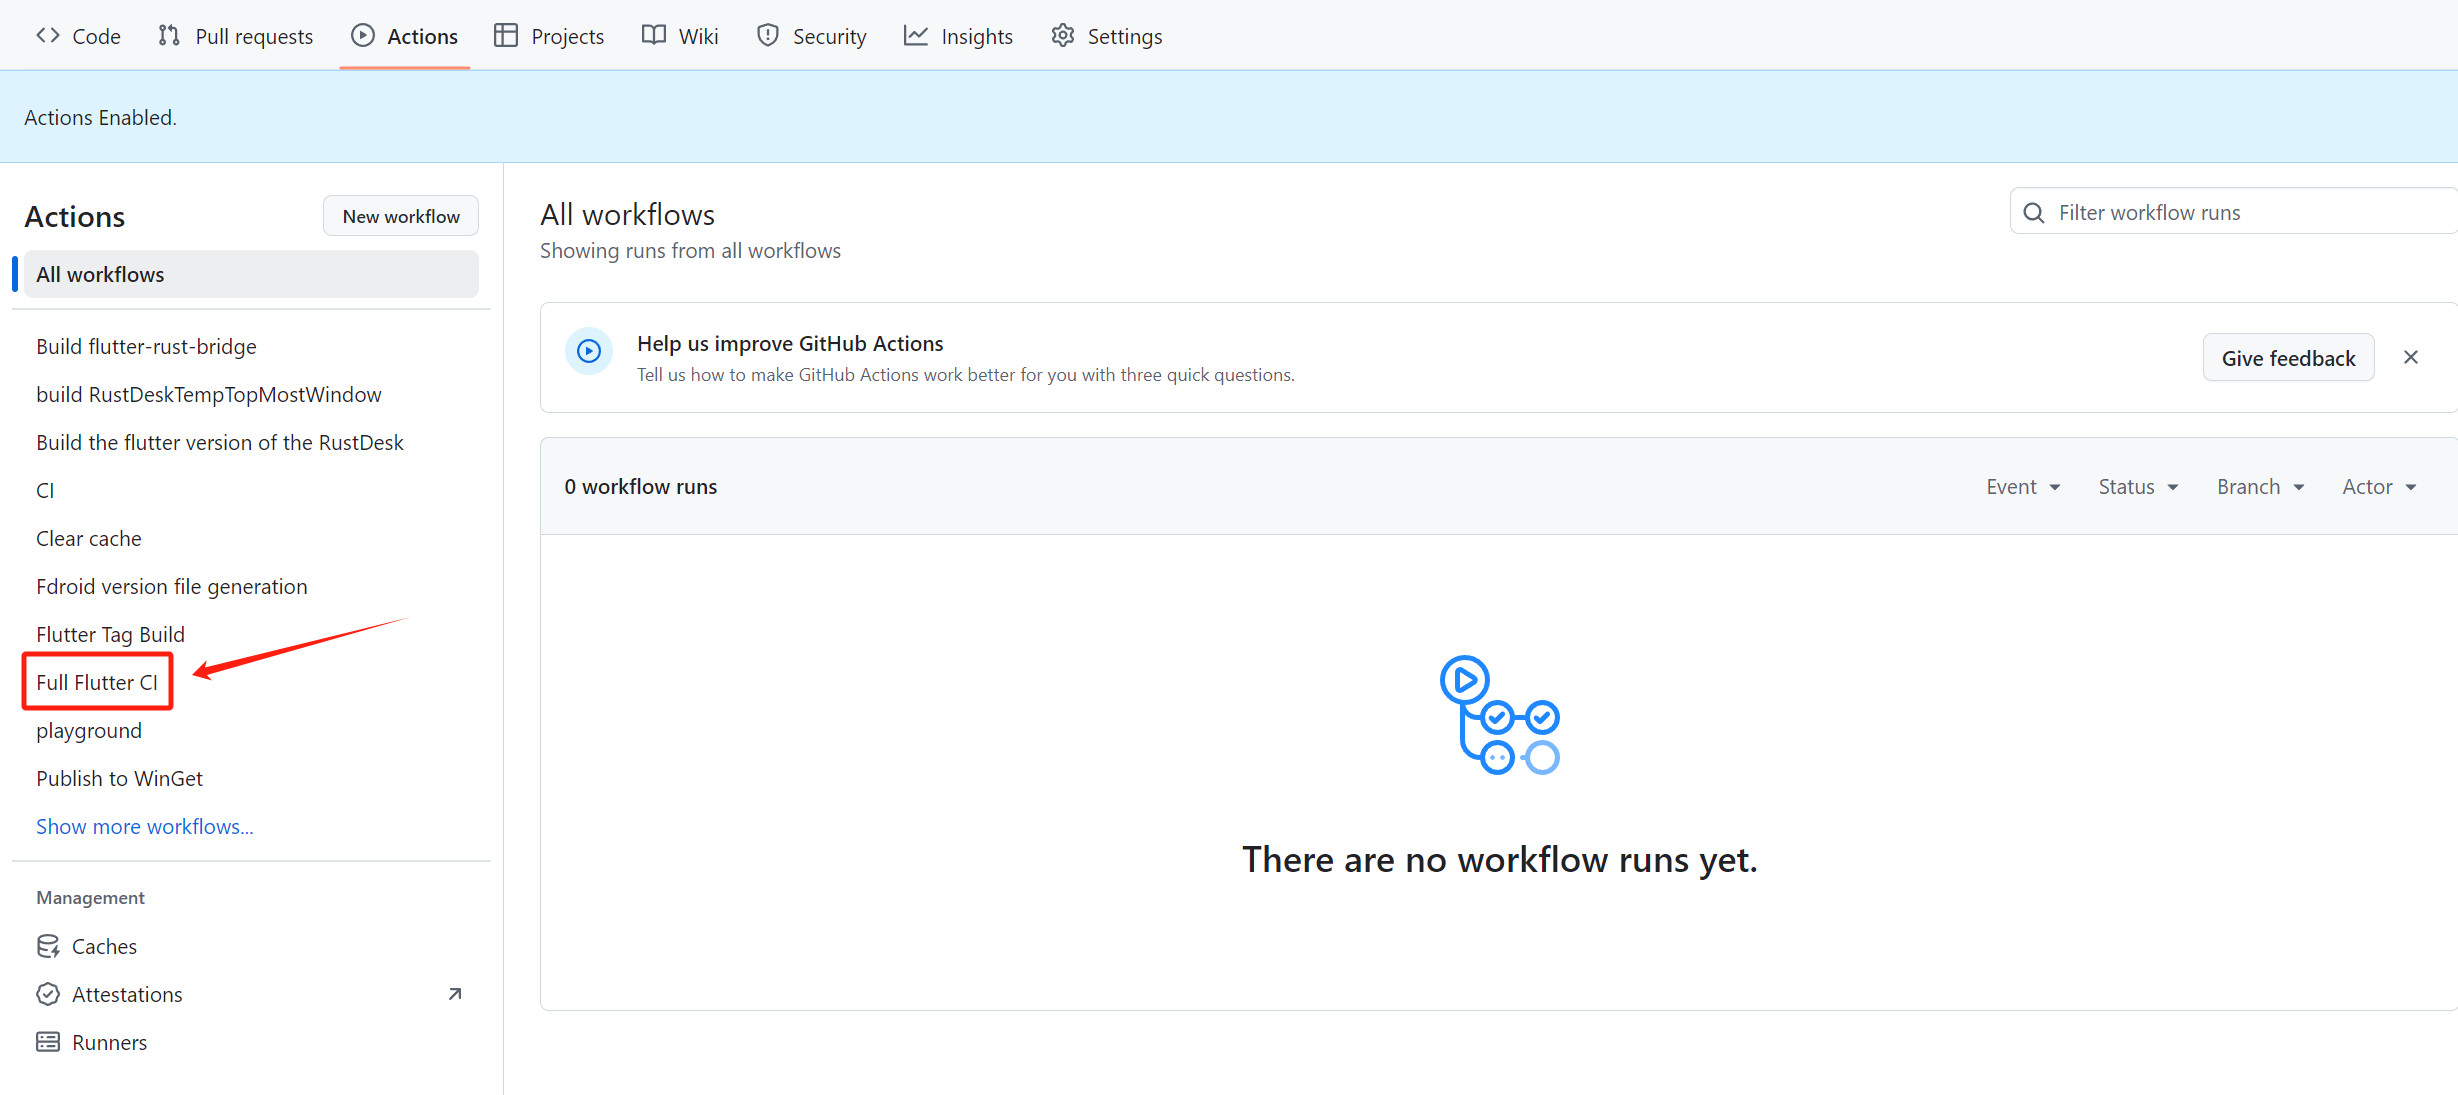 Code Pull requests Actions Projects Wiki Security Insights Settings
Actions Enabled.
Actions New workflow
All workflows
Build flutter-rust-bridge
build RustDeskTempTopMostWindow
Build the flutter version of the RustDesk
CI
Clear cache
Fdroid version file generation
Flutter Tag Build
Full Flutter CI
playground
Publish to WinGet
Show more workflows...
Management
Caches
Attestations
Runners
All workflows
Showing runs from all workflows
Filter workflow runs
Help us improve GitHub Actions
Tell us how to make GitHub Actions work better for you with three quick questions.
Give feedback
0 workflow runs Event Status Branch Actor
There are no workflow runs yet.